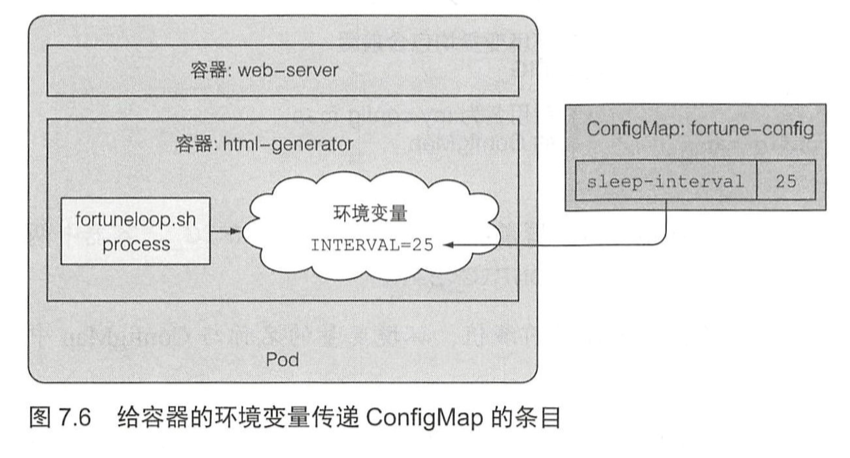 容器: web-server
容器: html-generator
fortuneloop.sh
process
环境变量
INTERVAL=25
ConfigMap: fortune-config
sleep-interval 25
Pod
图 7.6 给容器的环境变量传递 ConfigMap 的条目